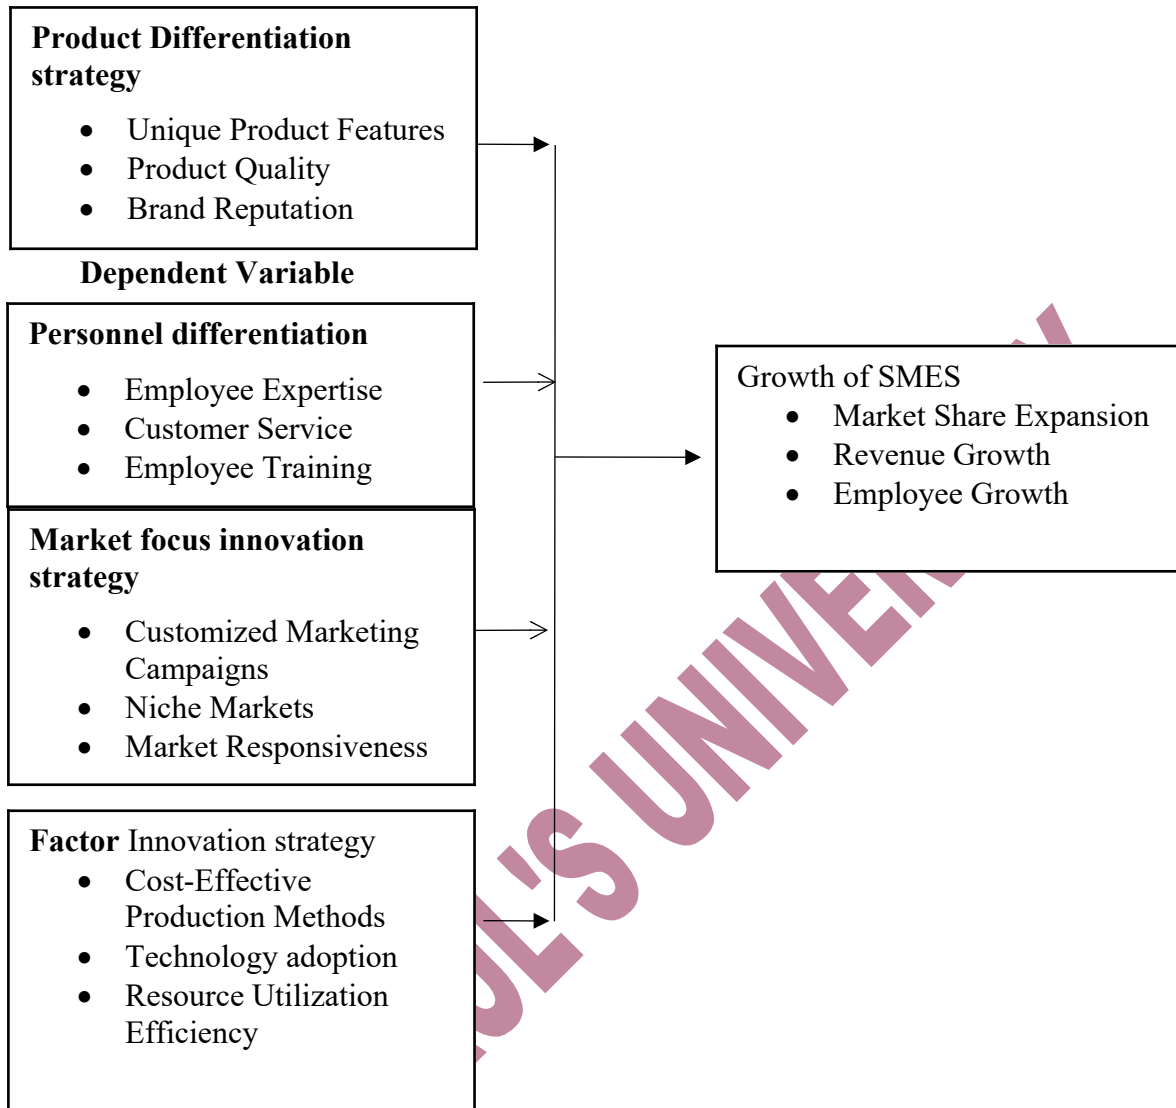 Product Differentiation
strategy
• Unique Product Features
• Product Quality
• Brand Reputation
Dependent Variable
Personnel differentiation
• Employee Expertise
• Customer Service
• Employee Training
Market focus innovation
strategy
• Customized Marketing
Campaigns
• Niche Markets
• Market Responsiveness
Factor Innovation strategy
• Cost-Effective
Production Methods
• Technology adoption
• Resource Utilization
Efficiency
Growth of SMES
• Market Share Expansion
• Revenue Growth
• Employee Growth